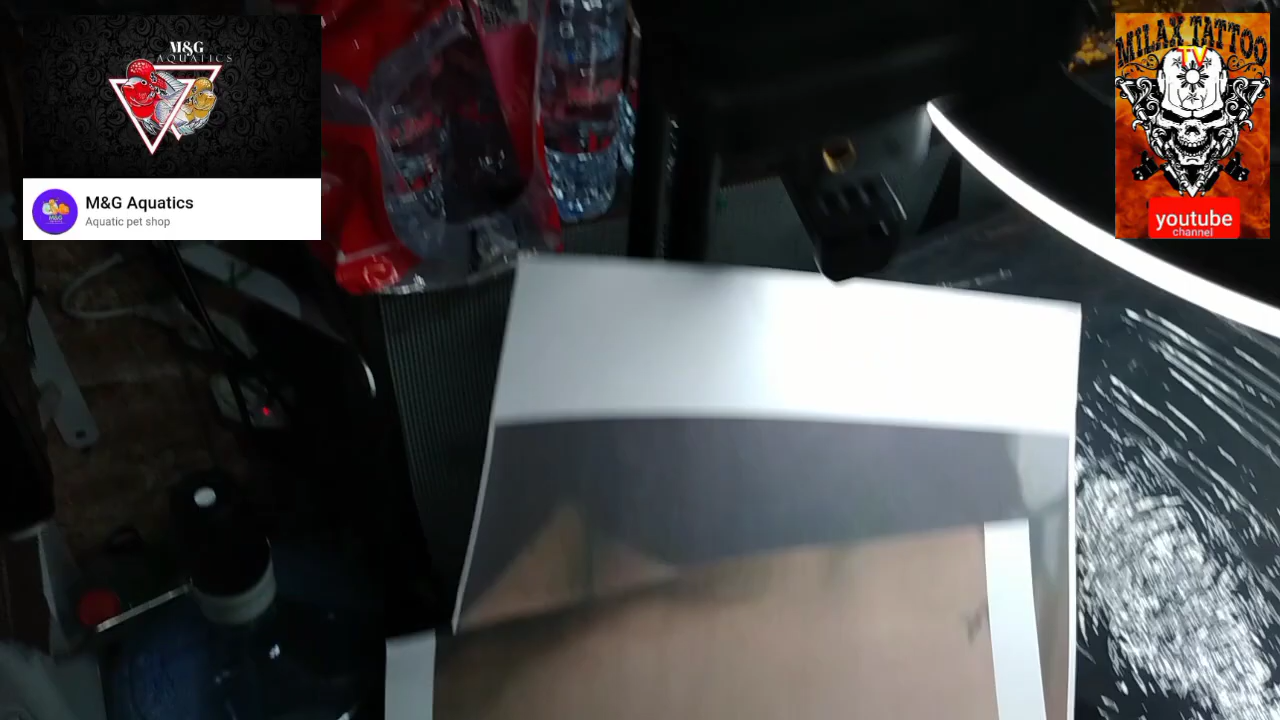 M&G
AQUATICS
M&G Aquatics
Aquatic pet shop
MILAX TATTOO
TV
youtube
channel